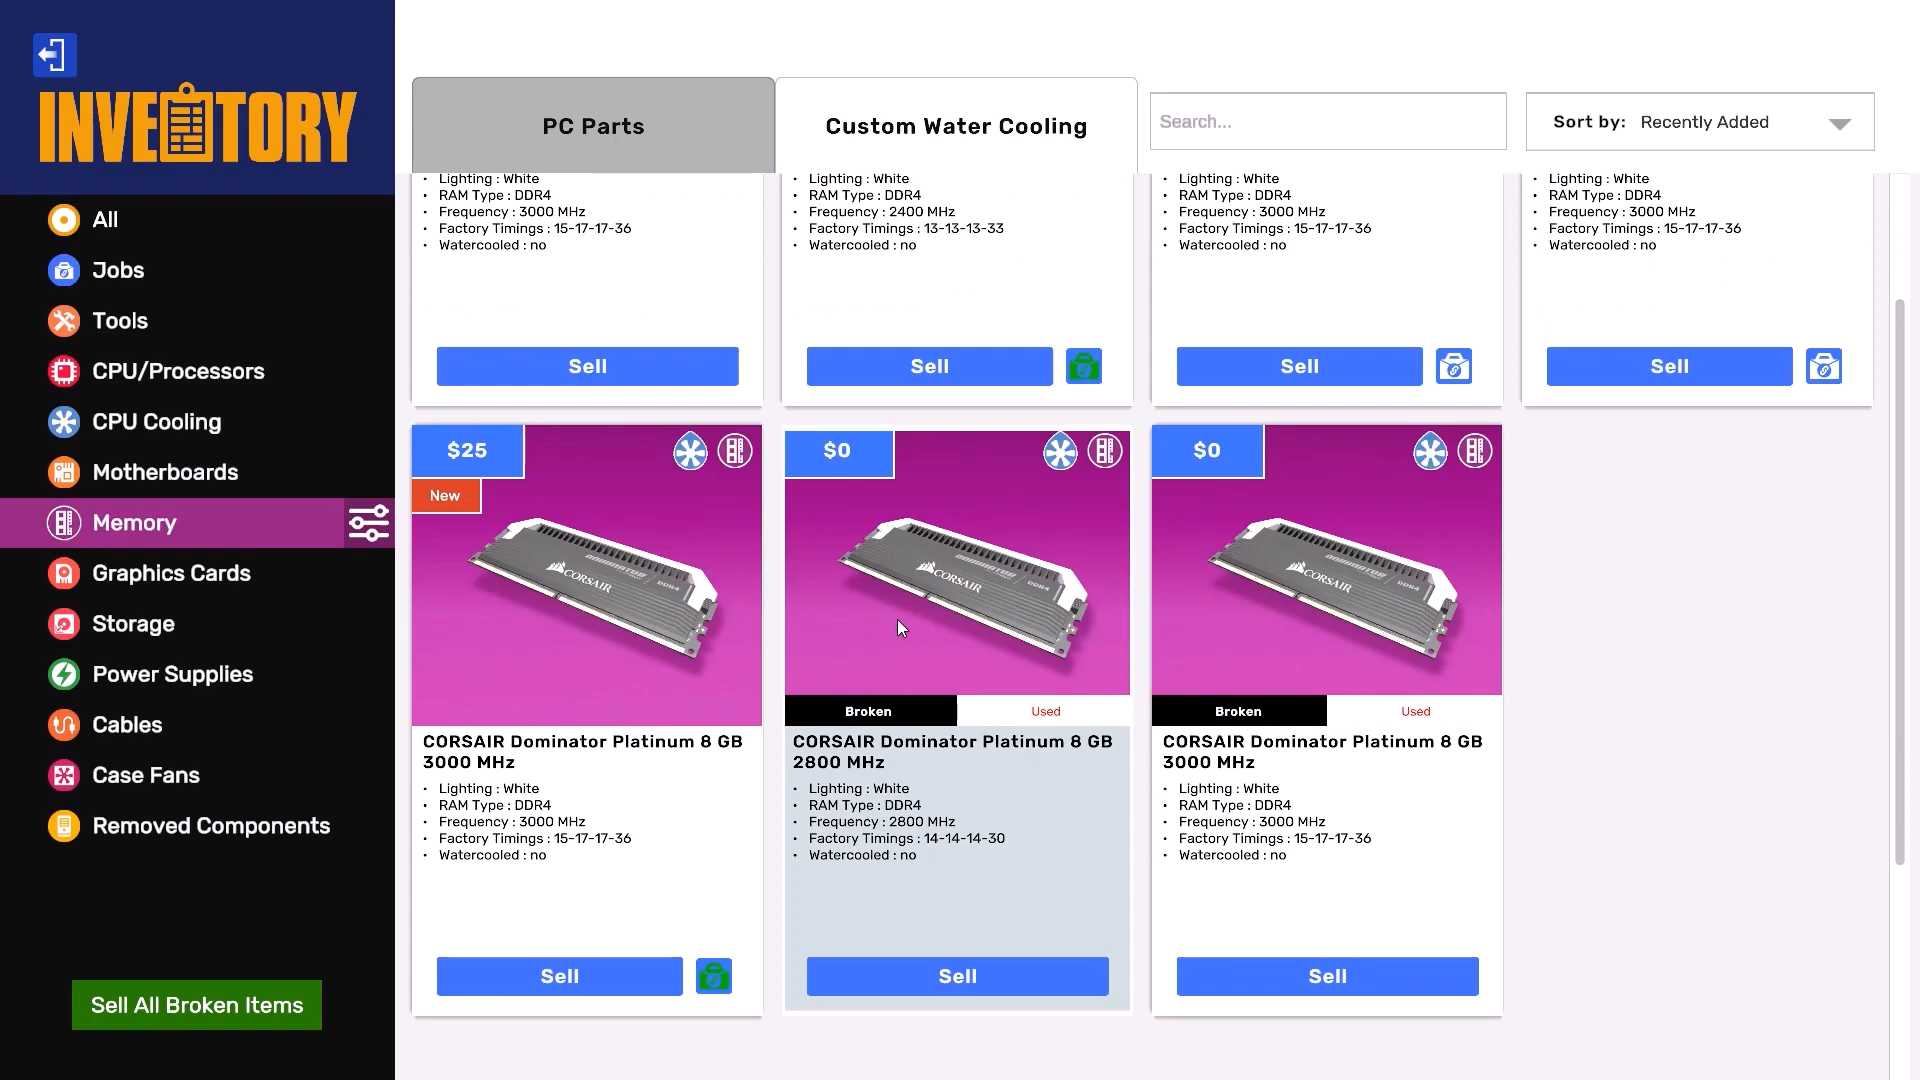 INVENTORY
PC Parts
Custom Water Cooling
Search...
Sort by: Recently Added
All
Jobs
Tools
CPU/Processors
CPU Cooling
Motherboards
Memory
Graphics Cards
Storage
Power Supplies
Cables
Case Fans
Removed Components
Sell All Broken Items
• Lighting : White
• RAM Type : DDR4
• Frequency : 3000 MHz
• Factory Timings : 15-17-17-36
• Watercooled : no
Sell
• Lighting : White
• RAM Type : DDR4
• Frequency : 2400 MHz
• Factory Timings : 13-13-13-33
• Watercooled : no
Sell
• Lighting : White
• RAM Type : DDR4
• Frequency : 3000 MHz
• Factory Timings : 15-17-17-36
• Watercooled : no
Sell
• Lighting : White
• RAM Type : DDR4
• Frequency : 3000 MHz
• Factory Timings : 15-17-17-36
• Watercooled : no
Sell
$25
New
CORSAIR
DOMINATOR
DDR4
CORSAIR Dominator Platinum 8 GB
3000 MHz
• Lighting : White
• RAM Type : DDR4
• Frequency : 3000 MHz
• Factory Timings : 15-17-17-36
• Watercooled : no
Sell
$0
CORSAIR
DOMINATOR
DDR4
Broken
Used
CORSAIR Dominator Platinum 8 GB
2800 MHz
• Lighting : White
• RAM Type : DDR4
• Frequency : 2800 MHz
• Factory Timings : 14-14-14-30
• Watercooled : no
Sell
$0
CORSAIR
DOMINATOR
DDR4
Broken
Used
CORSAIR Dominator Platinum 8 GB
3000 MHz
• Lighting : White
• RAM Type : DDR4
• Frequency : 3000 MHz
• Factory Timings : 15-17-17-36
• Watercooled : no
Sell